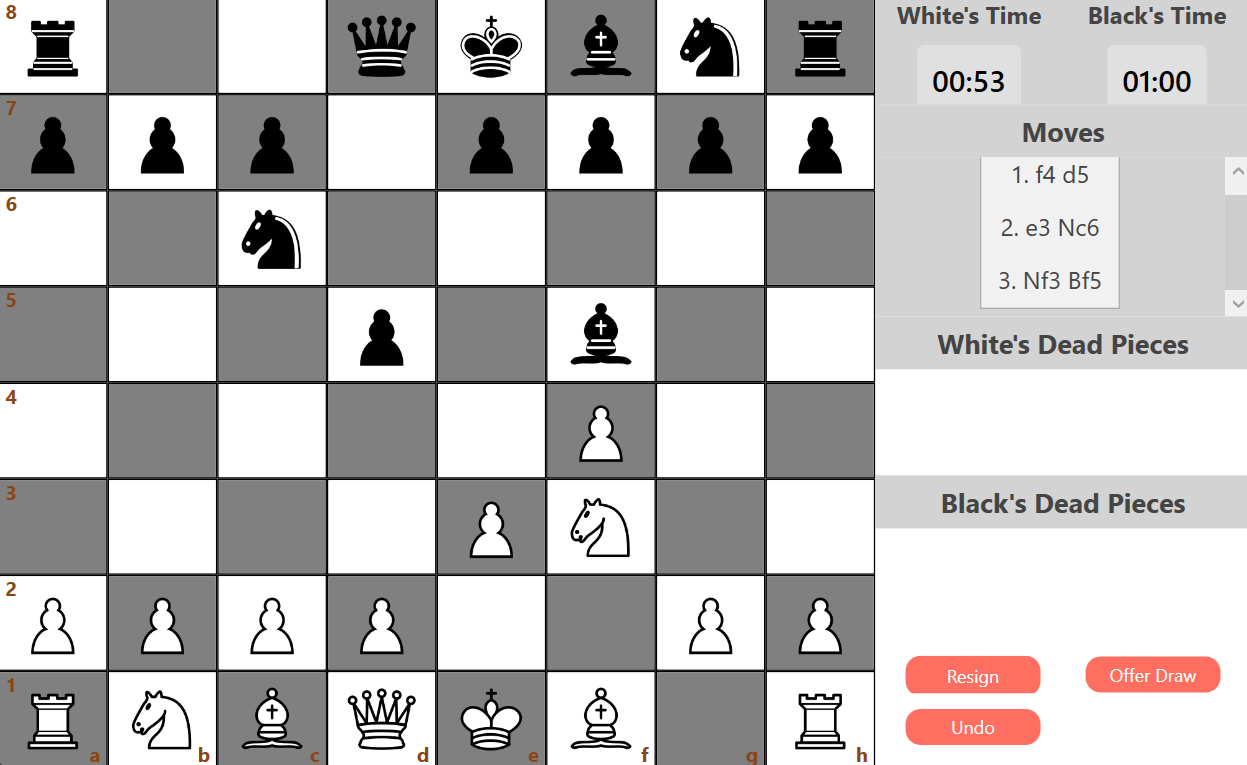 8
7
6
5
4
3
2
1
a b c d e f g h
White's Time Black's Time
00:53 01:00
Moves
1. f4 d5
2. e3 Nc6
3. Nf3 Bf5
White's Dead Pieces
Black's Dead Pieces
Resign Offer Draw
Undo